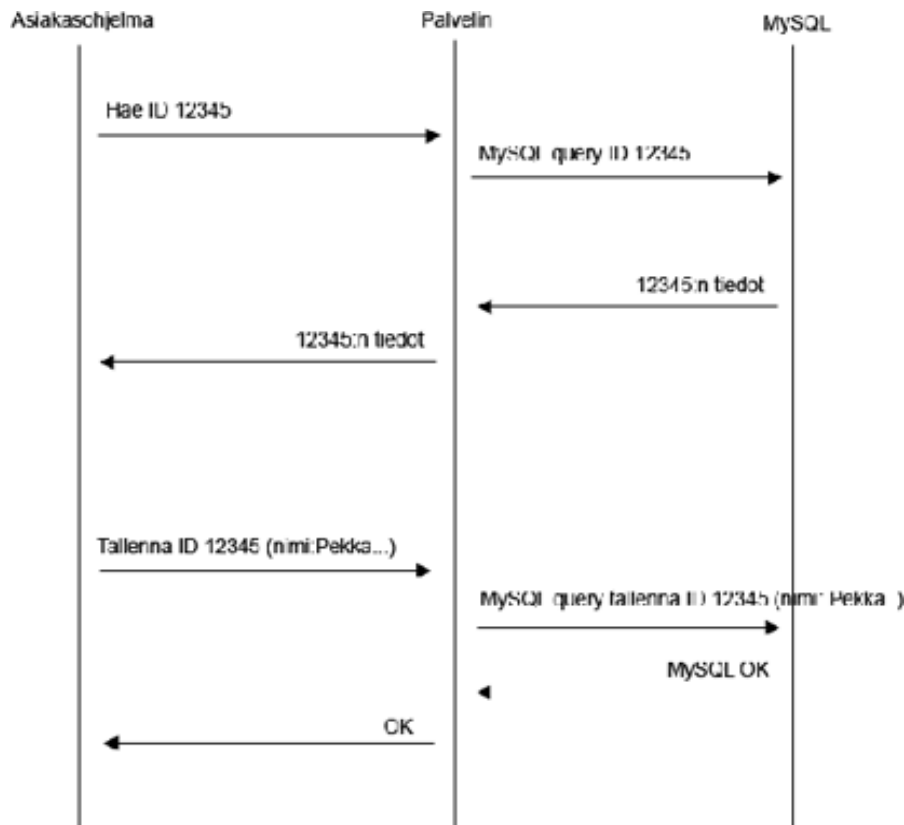 Asiakasohjelma
Palvelin
MySQL
Hae ID 12345
MySQL query ID 12345
12345:n tiedot
12345:n tiedot
Tallenna ID 12345 (nimi:Pekka...)
MySQL query tallenna ID 12345 (nimi: Pekka..)
MySQL OK
OK